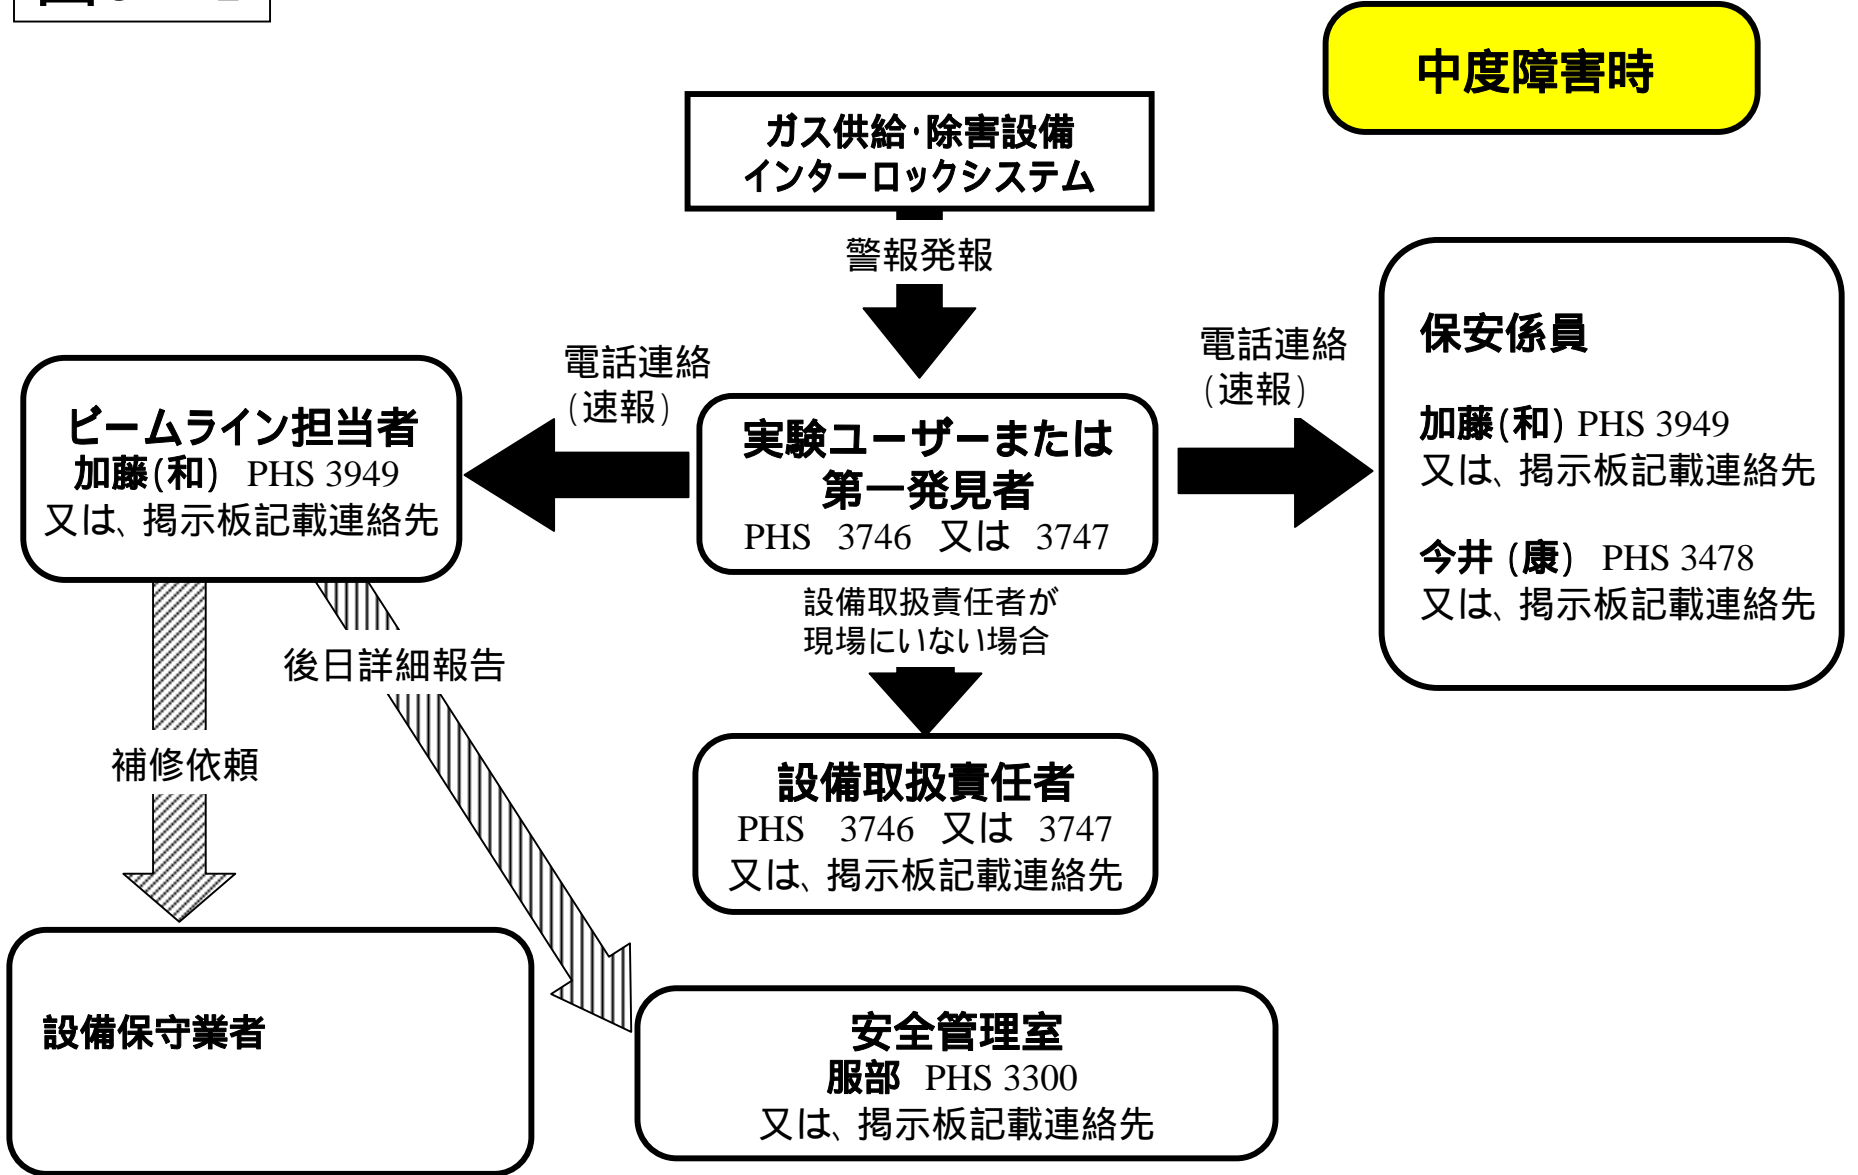 中度障害時
ガス供給・除害設備
インターロックシステム
警報発報
電話連絡
(速報)
電話連絡
(速報)
ビームライン担当者
加藤(和) PHS 3949
又は、掲示板記載連絡先
実験ユーザーまたは
第一発見者
PHS 3746 又は 3747
保安係員
加藤(和) PHS 3949
又は、掲示板記載連絡先
今井(康) PHS 3478
又は、掲示板記載連絡先
設備取扱責任者が
現場にいない場合
後日詳細報告
補修依頼
設備取扱責任者
PHS 3746 又は 3747
又は、掲示板記載連絡先
設備保守業者
安全管理室
服部 PHS 3300
又は、掲示板記載連絡先